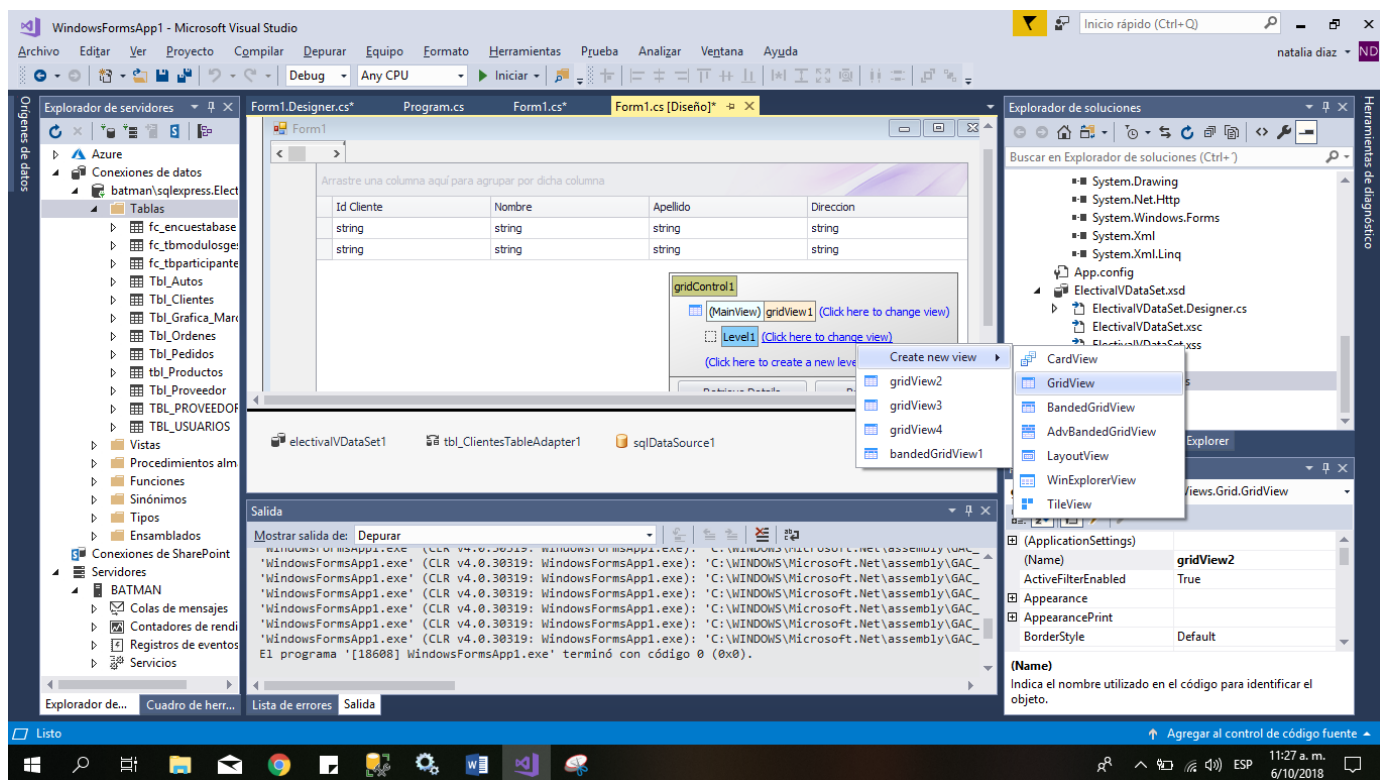 WindowsFormsApp1 - Microsoft Visual Studio
Inicio rápido (Ctrl+Q)
Archivo Editar Ver Proyecto Compilar Depurar Equipo Formato Herramientas Prueba Analizar Ventana Ayuda
natalia diaz ND
Debug Any CPU Iniciar
Orígenes de datos
Explorador de servidores
Azure
Conexiones de datos
batman\sqlexpress.Elect
Tablas
fc_encuestabase
fc_tbmodulosge
fc_tbparticipante
Tbl_Autos
Tbl_Clientes
Tbl_Grafica_Marc
Tbl_Ordenes
Tbl_Pedidos
tbl_Productos
Tbl_Proveedor
TBL_PROVEEDOR
TBL_USUARIOS
Vistas
Procedimientos alm
Funciones
Sinónimos
Tipos
Ensamblados
Conexiones de SharePoint
Servidores
BATMAN
Colas de mensajes
Contadores de rendi
Registros de eventos
Servicios
Explorador de... Cuadro de herr...
Form1.Designer.cs* Program.cs Form1.cs* Form1.cs [Diseño]*
Form1
Arrastre una columna aquí para agrupar por dicha columna
Id Cliente Nombre Apellido Direccion
string string string string
string string string string
gridControl1
(MainView) gridView1 (Click here to change view)
Level1 (Click here to change view)
(Click here to create a new leve
Create new view
gridView2
gridView3
gridView4
bandedGridView1
CardView
GridView
BandedGridView
AdvBandedGridView
LayoutView
WinExplorerView
TileView
electivaIVDataSet1 tbl_ClientesTableAdapter1 sqlDataSource1
Salida
Mostrar salida de: Depurar
'WindowsFormsApp1.exe' (CLR v4.0.30319: WindowsFormsApp1.exe): 'C:\WINDOWS\Microsoft.Net\assembly\GAC_
'WindowsFormsApp1.exe' (CLR v4.0.30319: WindowsFormsApp1.exe): 'C:\WINDOWS\Microsoft.Net\assembly\GAC_
'WindowsFormsApp1.exe' (CLR v4.0.30319: WindowsFormsApp1.exe): 'C:\WINDOWS\Microsoft.Net\assembly\GAC_
'WindowsFormsApp1.exe' (CLR v4.0.30319: WindowsFormsApp1.exe): 'C:\WINDOWS\Microsoft.Net\assembly\GAC_
'WindowsFormsApp1.exe' (CLR v4.0.30319: WindowsFormsApp1.exe): 'C:\WINDOWS\Microsoft.Net\assembly\GAC_
'WindowsFormsApp1.exe' (CLR v4.0.30319: WindowsFormsApp1.exe): 'C:\WINDOWS\Microsoft.Net\assembly\GAC_
El programa '[18608] WindowsFormsApp1.exe' terminó con código 0 (0x0).
Lista de errores Salida
Explorador de soluciones
Buscar en Explorador de soluciones (Ctrl+´)
System.Drawing
System.Net.Http
System.Windows.Forms
System.Xml
System.Xml.Linq
App.config
ElectivaIVDataSet.xsd
ElectivaIVDataSet.Designer.cs
ElectivaIVDataSet.xsc
ElectivaIVDataSet.xss
Explorer
Views.Grid.GridView
(ApplicationSettings)
(Name) gridView2
ActiveFilterEnabled True
Appearance
AppearancePrint
BorderStyle Default
(Name)
Indica el nombre utilizado en el código para identificar el
objeto.
Herramientas de diagnóstico
Listo
Agregar al control de código fuente
ESP
11:27 a. m.
6/10/2018